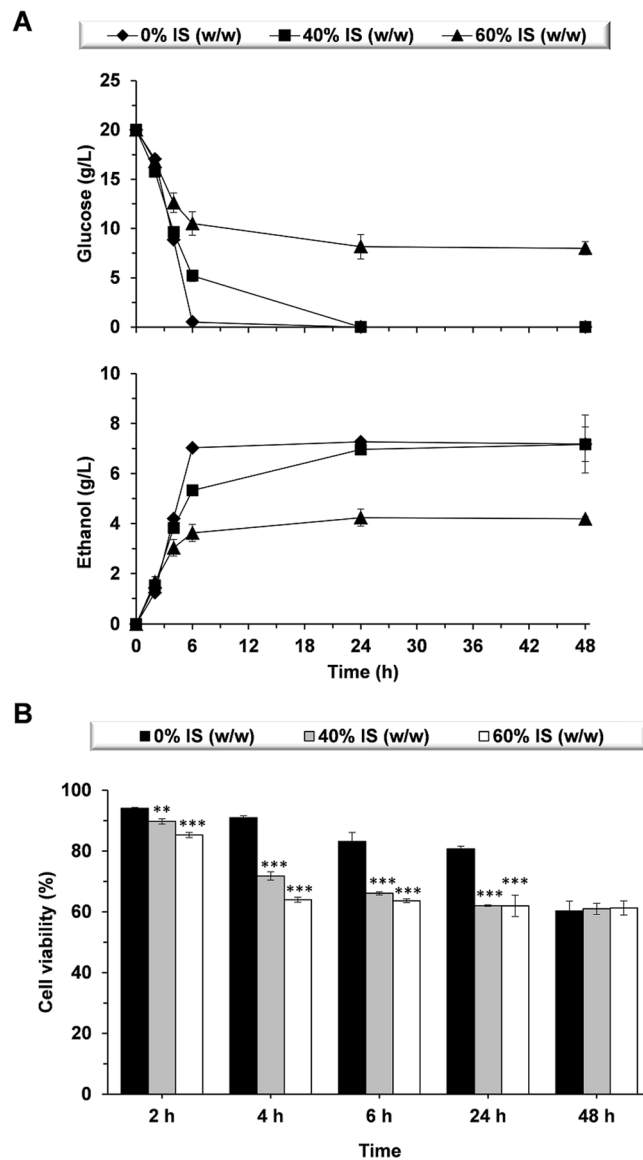 A
0% IS (w/w) 40% IS (w/w) 60% IS (w/w)
25
20
15
10
5
0
Glucose (g/L)
10
8
6
4
2
0
Ethanol (g/L)
0 6 12 18 24 30 36 42 48
Time (h)
B
0% IS (w/w) 40% IS (w/w) 60% IS (w/w)
100
80
60
40
20
0
Cell viability (%)
** ***
*** ***
*** ***
*** ***
2 h 4 h 6 h 24 h 48 h
Time